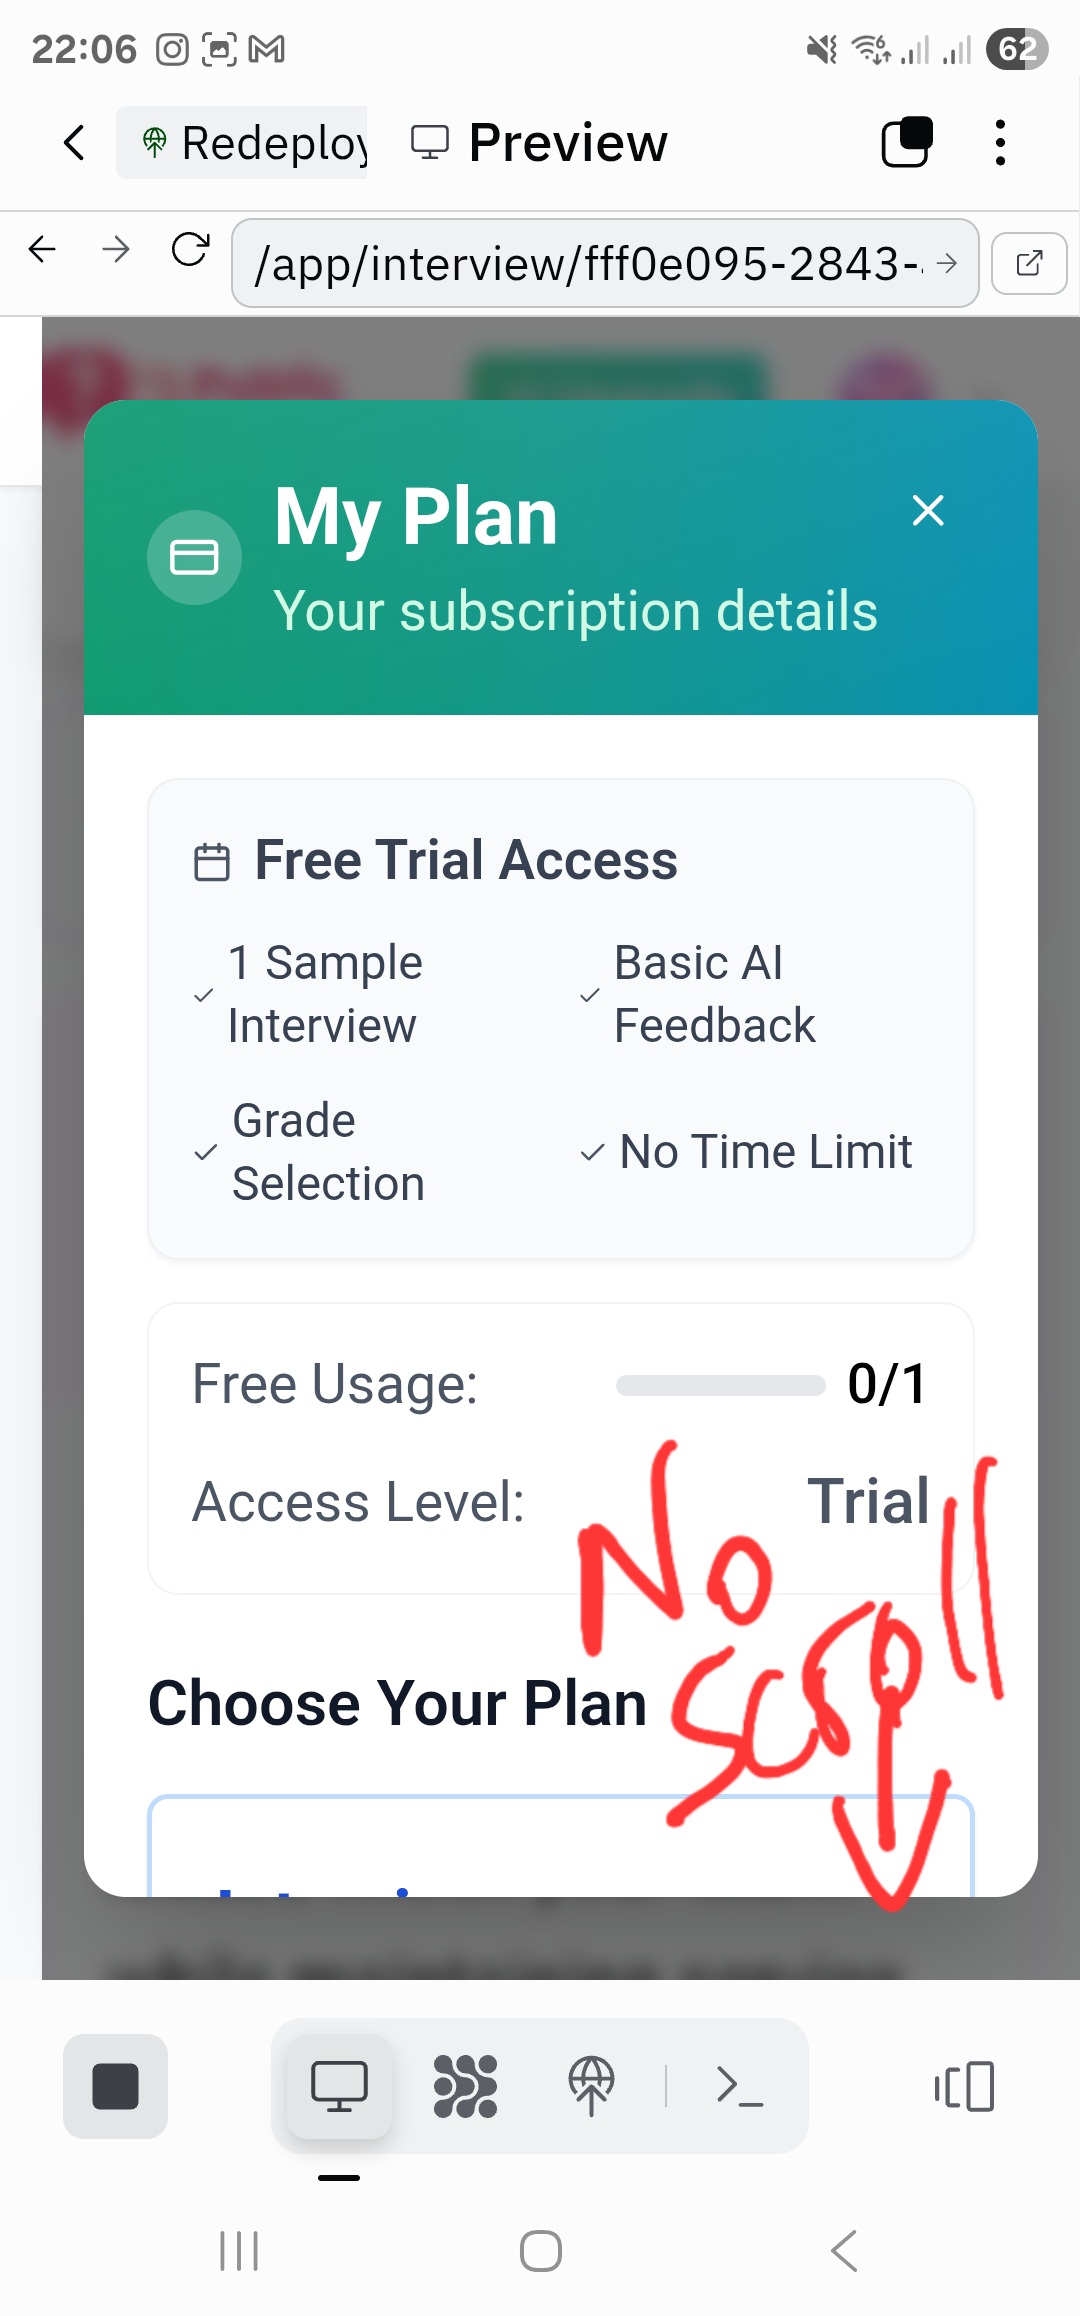 22:06
62
Redeploy
Preview
/app/interview/fff0e095-2843-
My Plan
Your subscription details
Free Trial Access
1 Sample
Interview
Basic AI
Feedback
Grade
Selection
No Time Limit
Free Usage:
0/1
Access Level:
Trial
No
scroll
Choose Your Plan